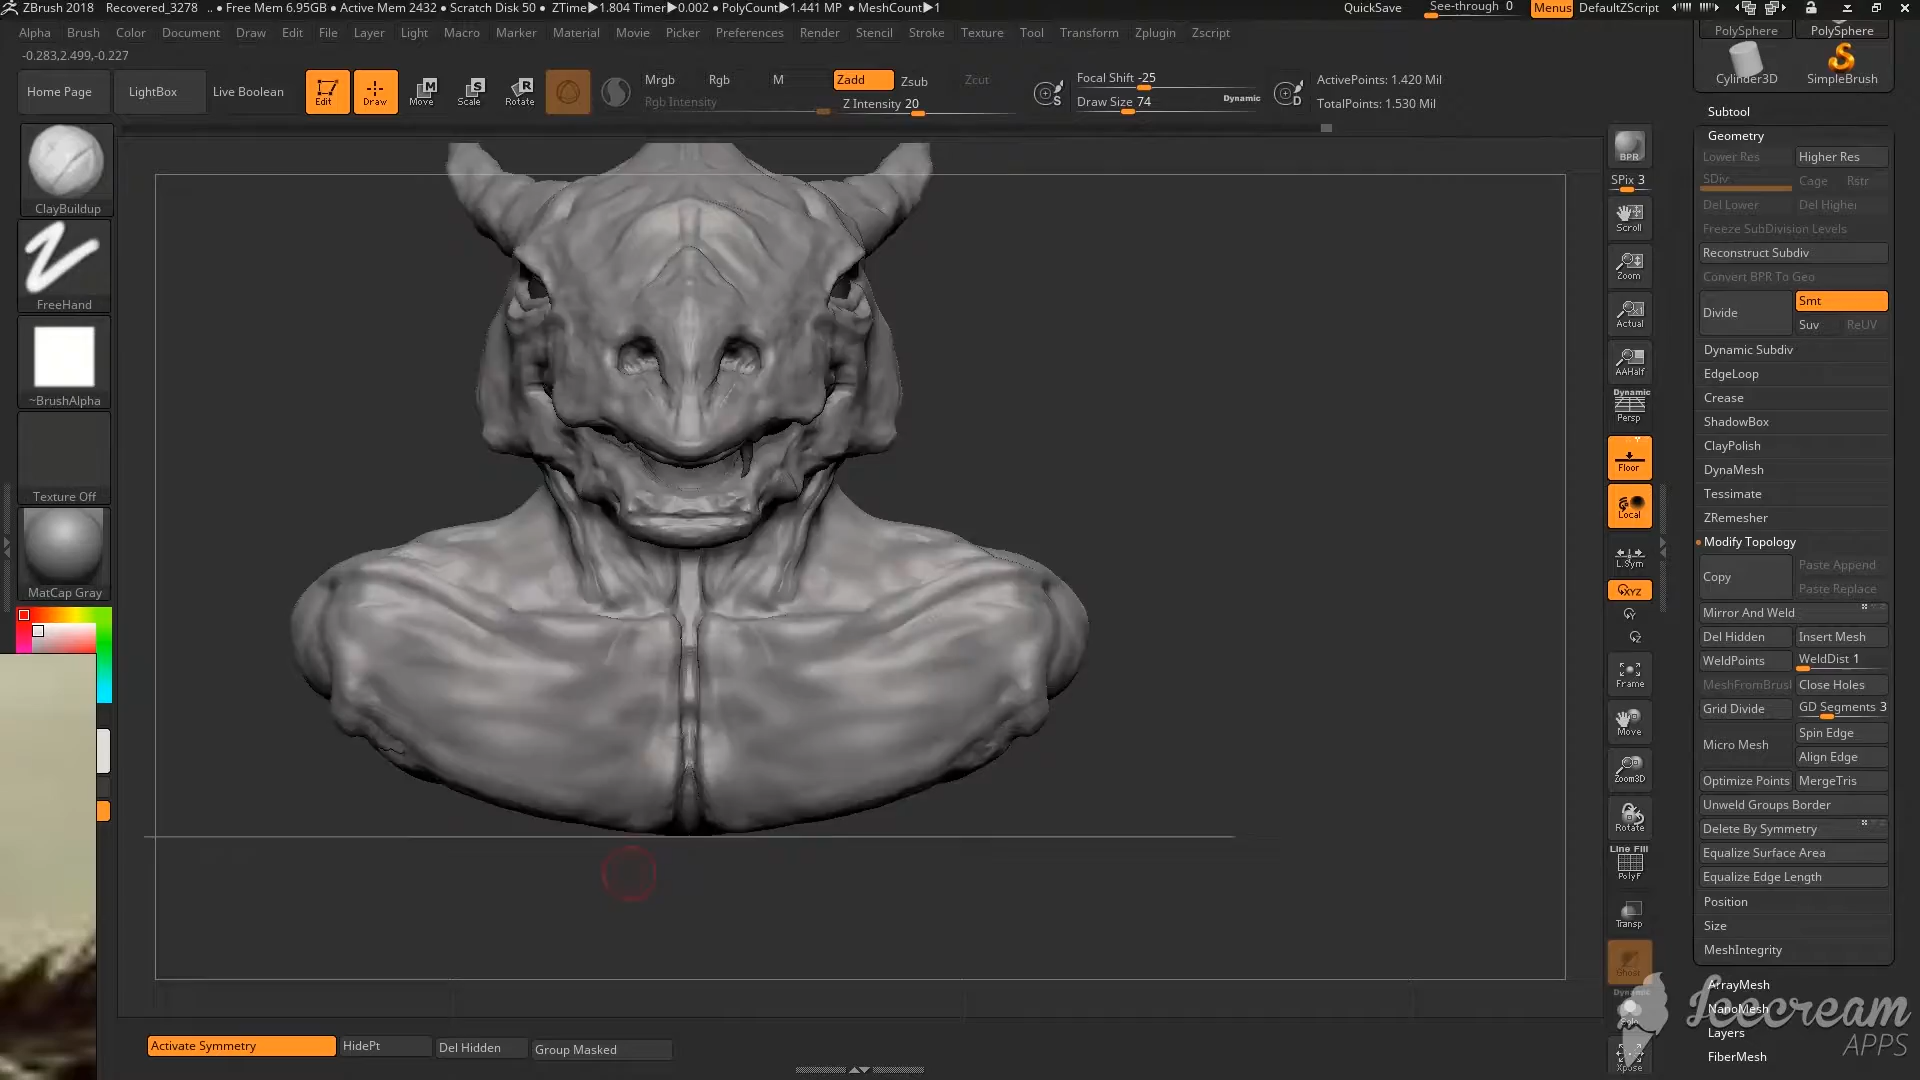 ZBrush 2018 Recovered_3278 .. • Free Mem 6.95GB • Active Mem 2432 • Scratch Disk 50 • ZTime▶1.804 Timer▶0.002 • PolyCount▶1.441 MP • MeshCount▶1 QuickSave See-through 0 Menus DefaultZScript
Alpha Brush Color Document Draw Edit File Layer Light Macro Marker Material Movie Picker Preferences Render Stencil Stroke Texture Tool Transform Zplugin Zscript
-0.283,2.499,-0.227
Home Page LightBox Live Boolean Edit Draw Move Scale Rotate
Mrgb Rgb M Zadd Zsub Zcut
Rgb Intensity Z Intensity 20
S Focal Shift -25
Draw Size 74 Dynamic D
ActivePoints: 1.420 Mil
TotalPoints: 1.530 Mil
ClayBuildup
FreeHand
~BrushAlpha
Texture Off
MatCap Gray
BPR
SPix 3
Scroll
Zoom
Actual
AAHalf
Dynamic
Persp
Floor
Local
L.Sym
XYZ
Y
Z
Frame
Move
Zoom3D
Rotate
Line Fill
PolyF
Transp
Ghost
Dynamic
Solo
Xpose
PolySphere PolySphere
Cylinder3D SimpleBrush
Subtool
Geometry
Lower Res Higher Res
SDiv Cage Rstr
Del Lower Del Higher
Freeze SubDivision Levels
Reconstruct Subdiv
Convert BPR To Geo
Divide Smt
Suv ReUV
Dynamic Subdiv
EdgeLoop
Crease
ShadowBox
ClayPolish
DynaMesh
Tessimate
ZRemesher
Modify Topology
Copy Paste Append
Paste Replace
Mirror And Weld
Del Hidden Insert Mesh
WeldPoints WeldDist 1
MeshFromBrus Close Holes
Grid Divide GD Segments 3
Micro Mesh Spin Edge
Align Edge
Optimize Points MergeTris
Unweld Groups Border
Delete By Symmetry
Equalize Surface Area
Equalize Edge Length
Position
Size
MeshIntegrity
ArrayMesh
NanoMesh
Layers
FiberMesh
Icecream
APPS
Activate Symmetry HidePt Del Hidden Group Masked